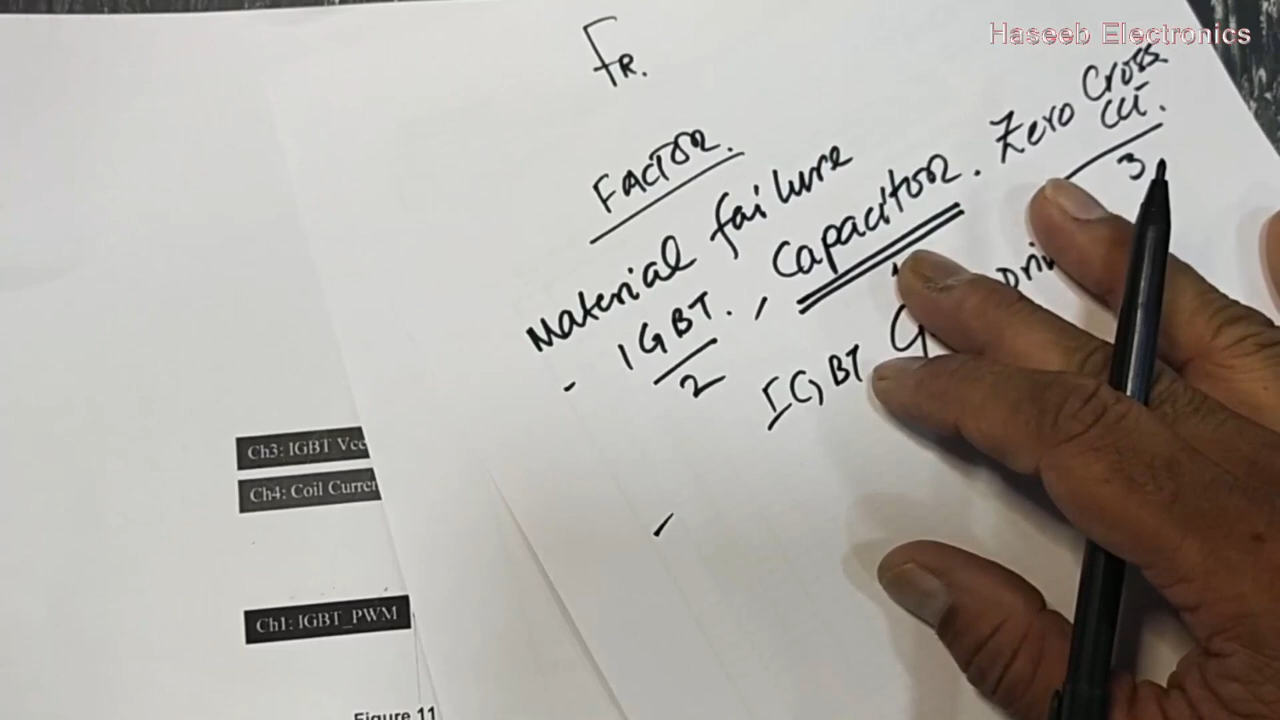 Haseeb Electronics
FR.
FACTOR.
Material failure
- IGBT. , Capacitor. Zero Cross
CCT.
2
3
IGBT
Ch3: IGBT Vce
Ch4: Coil Curren
Ch1: IGBT_PWM
Figure 11